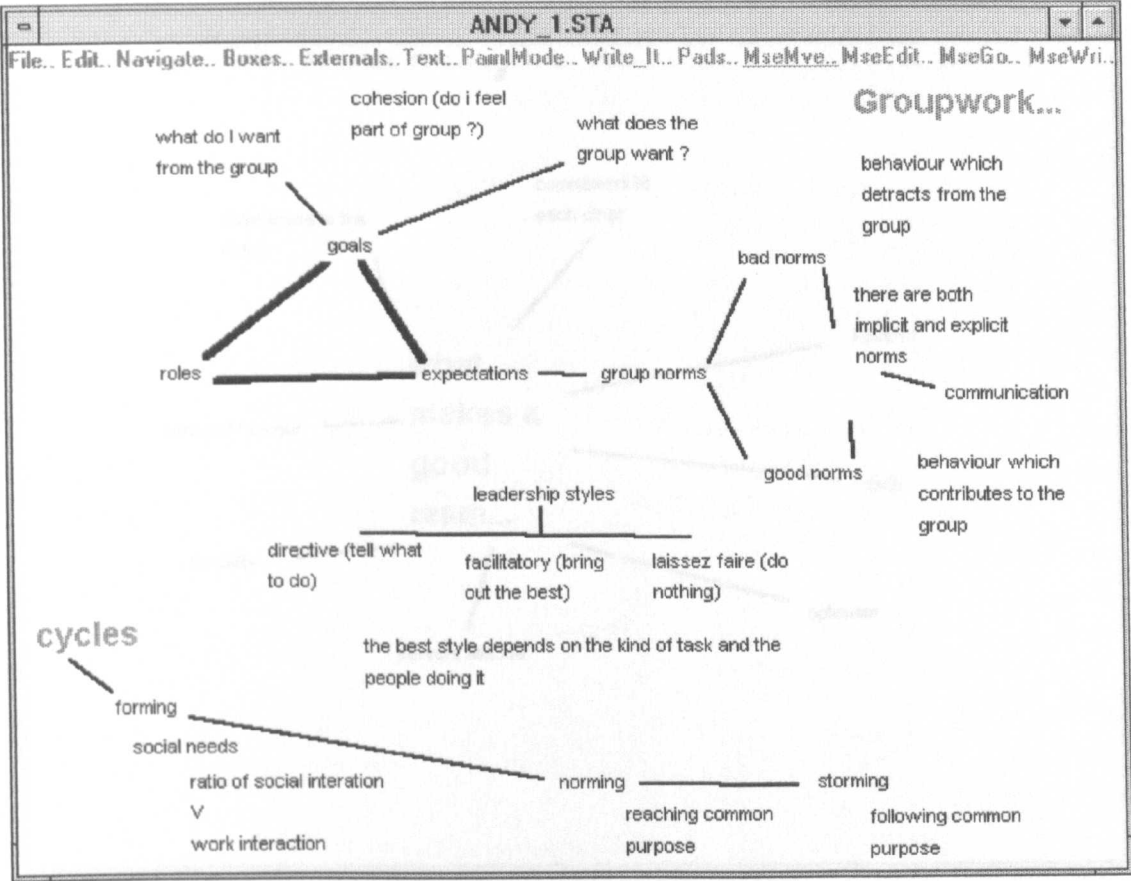 ANDY_1.STA
File.. Edit.. Navigate.. Boxes.. Externals.. Text.. PaintMode.. Write_It.. Pads.. MseMve.. MseEdit.. MseGo.. MseWri..
Groupwork...
cohesion (do i feel
part of group ?)
what do I want
from the group
what does the
group want ?
behaviour which
detracts from the
group
goals
bad norms
there are both
implicit and explicit
norms
roles
expectations
group norms
communication
makes a
good
good norms
behaviour which
contributes to the
group
leadership styles
directive (tell what
to do)
facilitatory (bring
out the best)
laissez faire (do
nothing)
the best style depends on the kind of task and the
people doing it
cycles
forming
social needs
ratio of social interation
V
work interaction
norming
reaching common
purpose
storming
following common
purpose